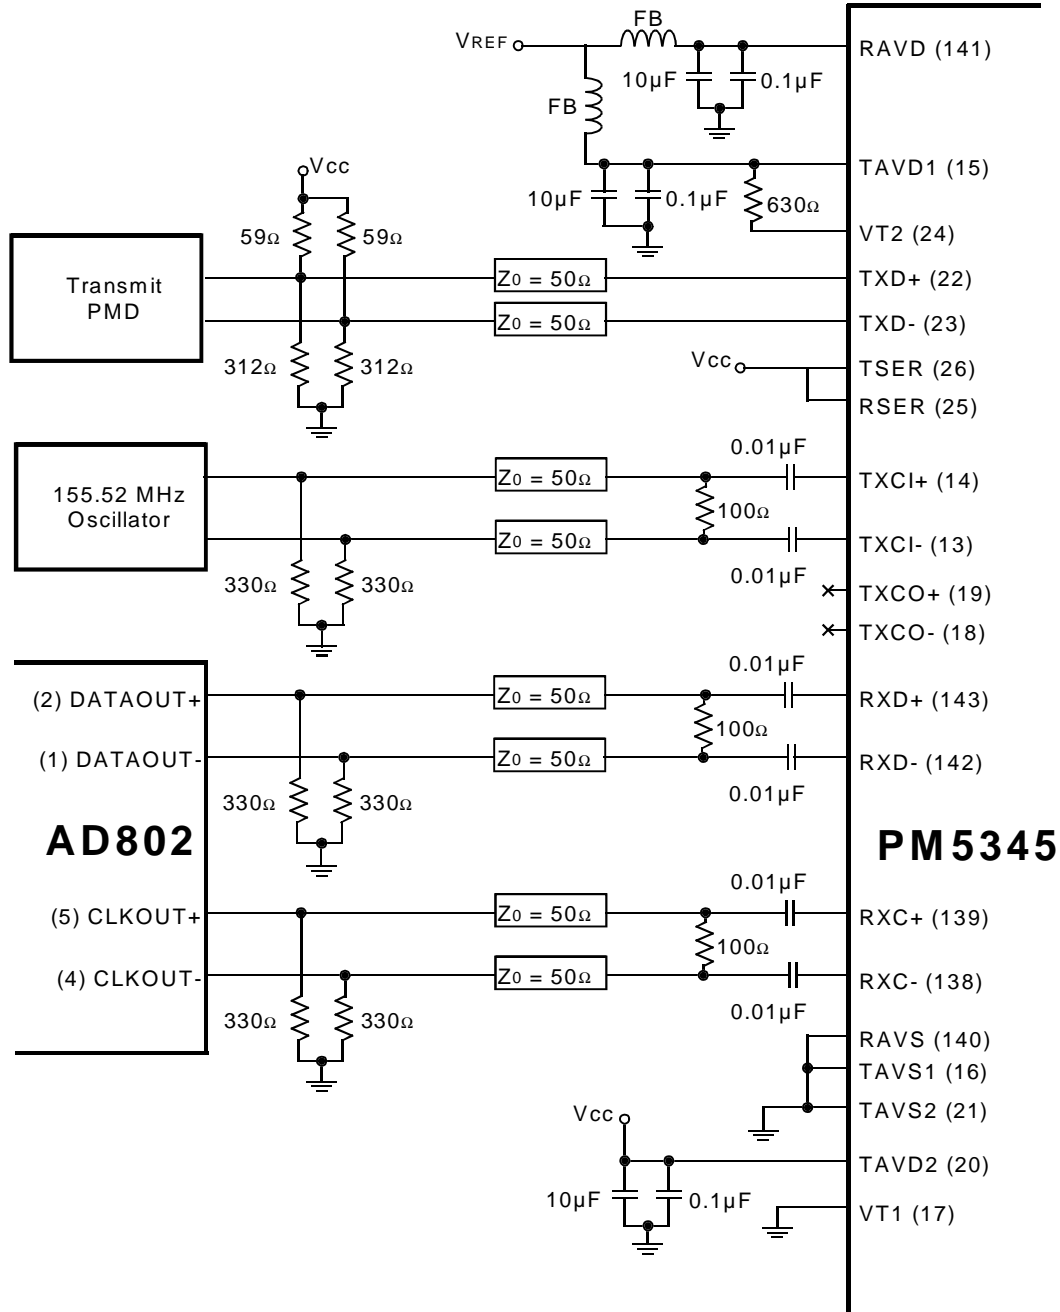 FB
VREF
RAVD (141)
10µF
0.1µF
FB
Vcc
TAVD1 (15)
10µF
0.1µF
630Ω
59Ω
59Ω
VT2 (24)
Transmit
PMD
Z0 = 50Ω
TXD+ (22)
Z0 = 50Ω
TXD- (23)
312Ω
312Ω
Vcc
TSER (26)
RSER (25)
0.01µF
155.52 MHz
Oscillator
Z0 = 50Ω
TXCI+ (14)
100Ω
Z0 = 50Ω
TXCI- (13)
0.01µF
330Ω
330Ω
TXCO+ (19)
TXCO- (18)
0.01µF
(2) DATAOUT+
Z0 = 50Ω
RXD+ (143)
100Ω
(1) DATAOUT-
Z0 = 50Ω
RXD- (142)
0.01µF
330Ω
330Ω
AD802
PM5345
0.01µF
(5) CLKOUT+
Z0 = 50Ω
RXC+ (139)
100Ω
(4) CLKOUT-
Z0 = 50Ω
RXC- (138)
0.01µF
330Ω
330Ω
RAVS (140)
TAVS1 (16)
TAVS2 (21)
Vcc
TAVD2 (20)
10µF
0.1µF
VT1 (17)